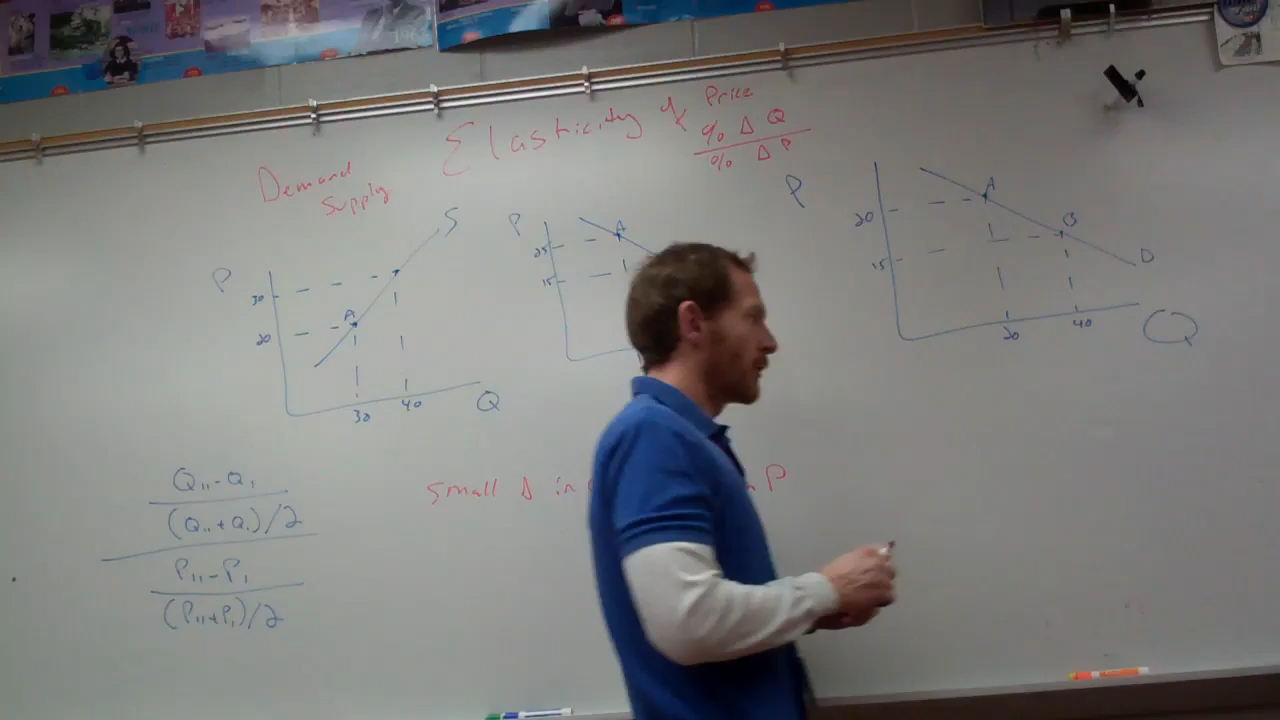 Elasticity of Price
% Δ Q
% Δ P
Demand
Supply
P
30
20
A
S
30
40
Q
P
25
15
A
P
20
15
A
B
D
20
40
Q
Q₁₁-Q₁
(Q₁₁+Q₁)/2
P₁₁-P₁
(P₁₁+P₁)/2
Small Δ in
P